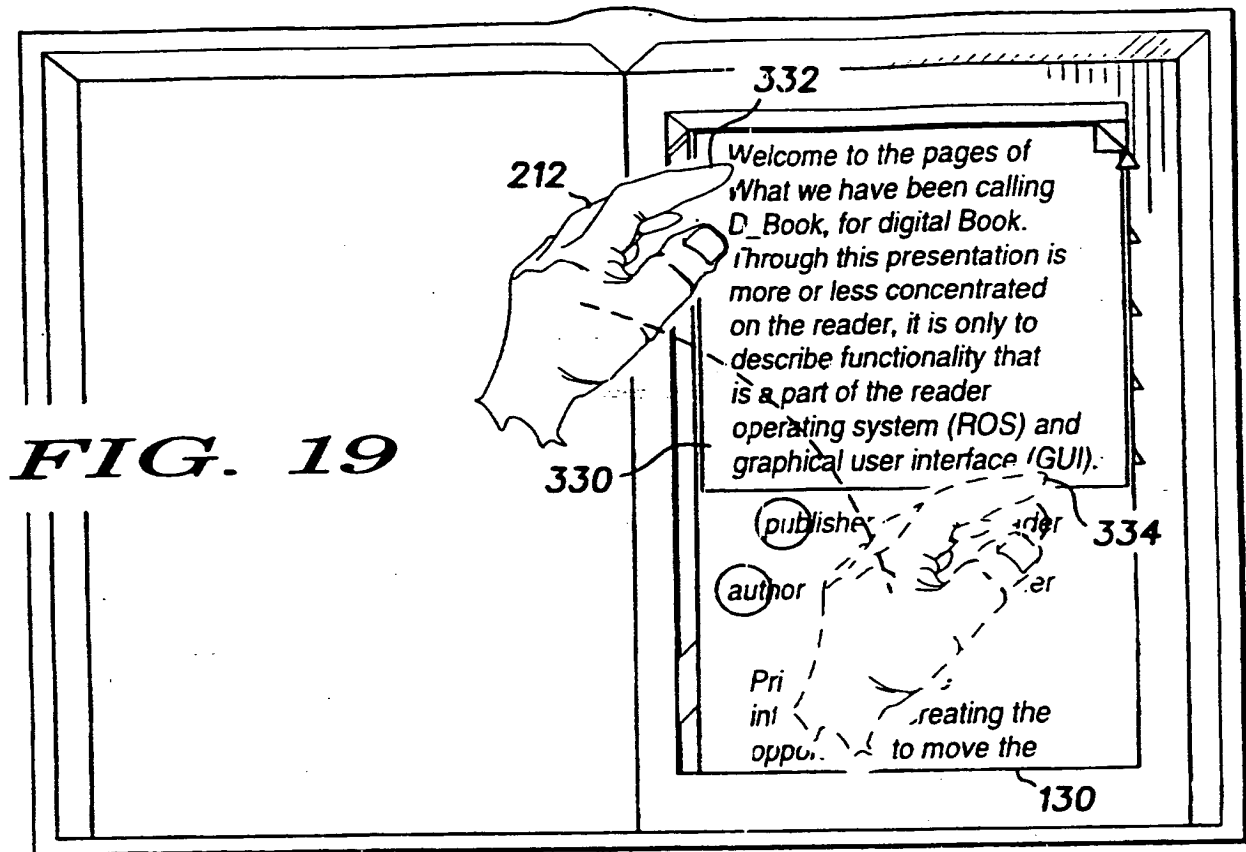 332
212
Welcome to the pages of
What we have been calling
D_Book, for digital Book.
Through this presentation is
more or less concentrated
on the reader, it is only to
describe functionality that
is a part of the reader
operating system (ROS) and
graphical user interface (GUI).
FIG. 19
330
publisher
334
author
to move the
130